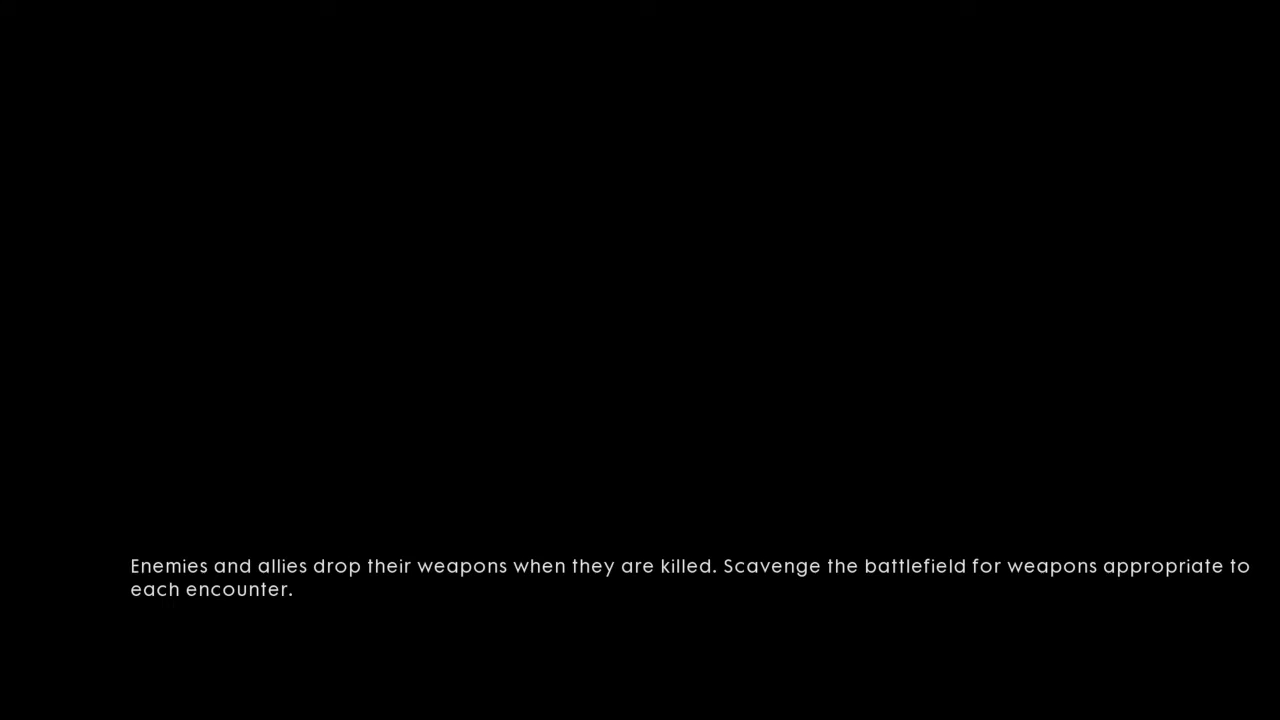 Enemies and allies drop their weapons when they are killed. Scavenge the battlefield for weapons appropriate to
each encounter.